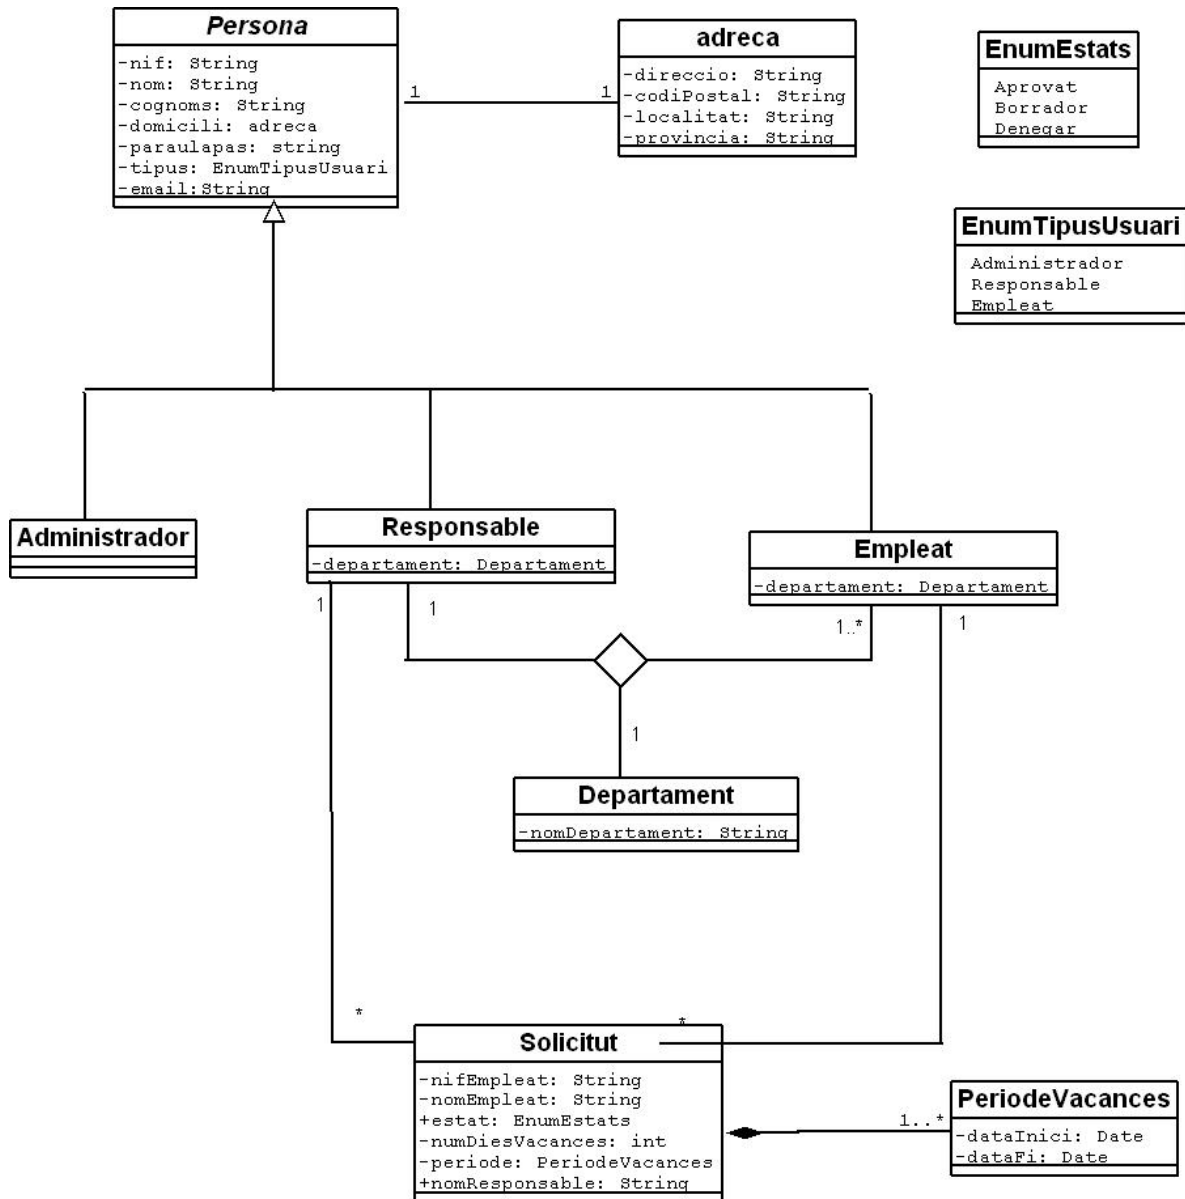 Persona
-nif: String
-nom: String
-cognoms: String
-domicili: adreca
-paraulapas: string
-tipus: EnumTipusUsuari
-email:String
1
1
adreca
-direccio: String
-codiPostal: String
-localitat: String
-provincia: String
EnumEstats
Aprovat
Borrador
Denegar
EnumTipusUsuari
Administrador
Responsable
Empleat
Administrador
Responsable
-departament: Departament
Empleat
-departament: Departament
1
1
1..*
1
1
Departament
-nomDepartament: String
*
*
Solicitut
-nifEmpleat: String
-nomEmpleat: String
+estat: EnumEstats
-numDiesVacances: int
-periode: PeriodeVacances
+nomResponsable: String
1..*
PeriodeVacances
-dataInici: Date
-dataFi: Date